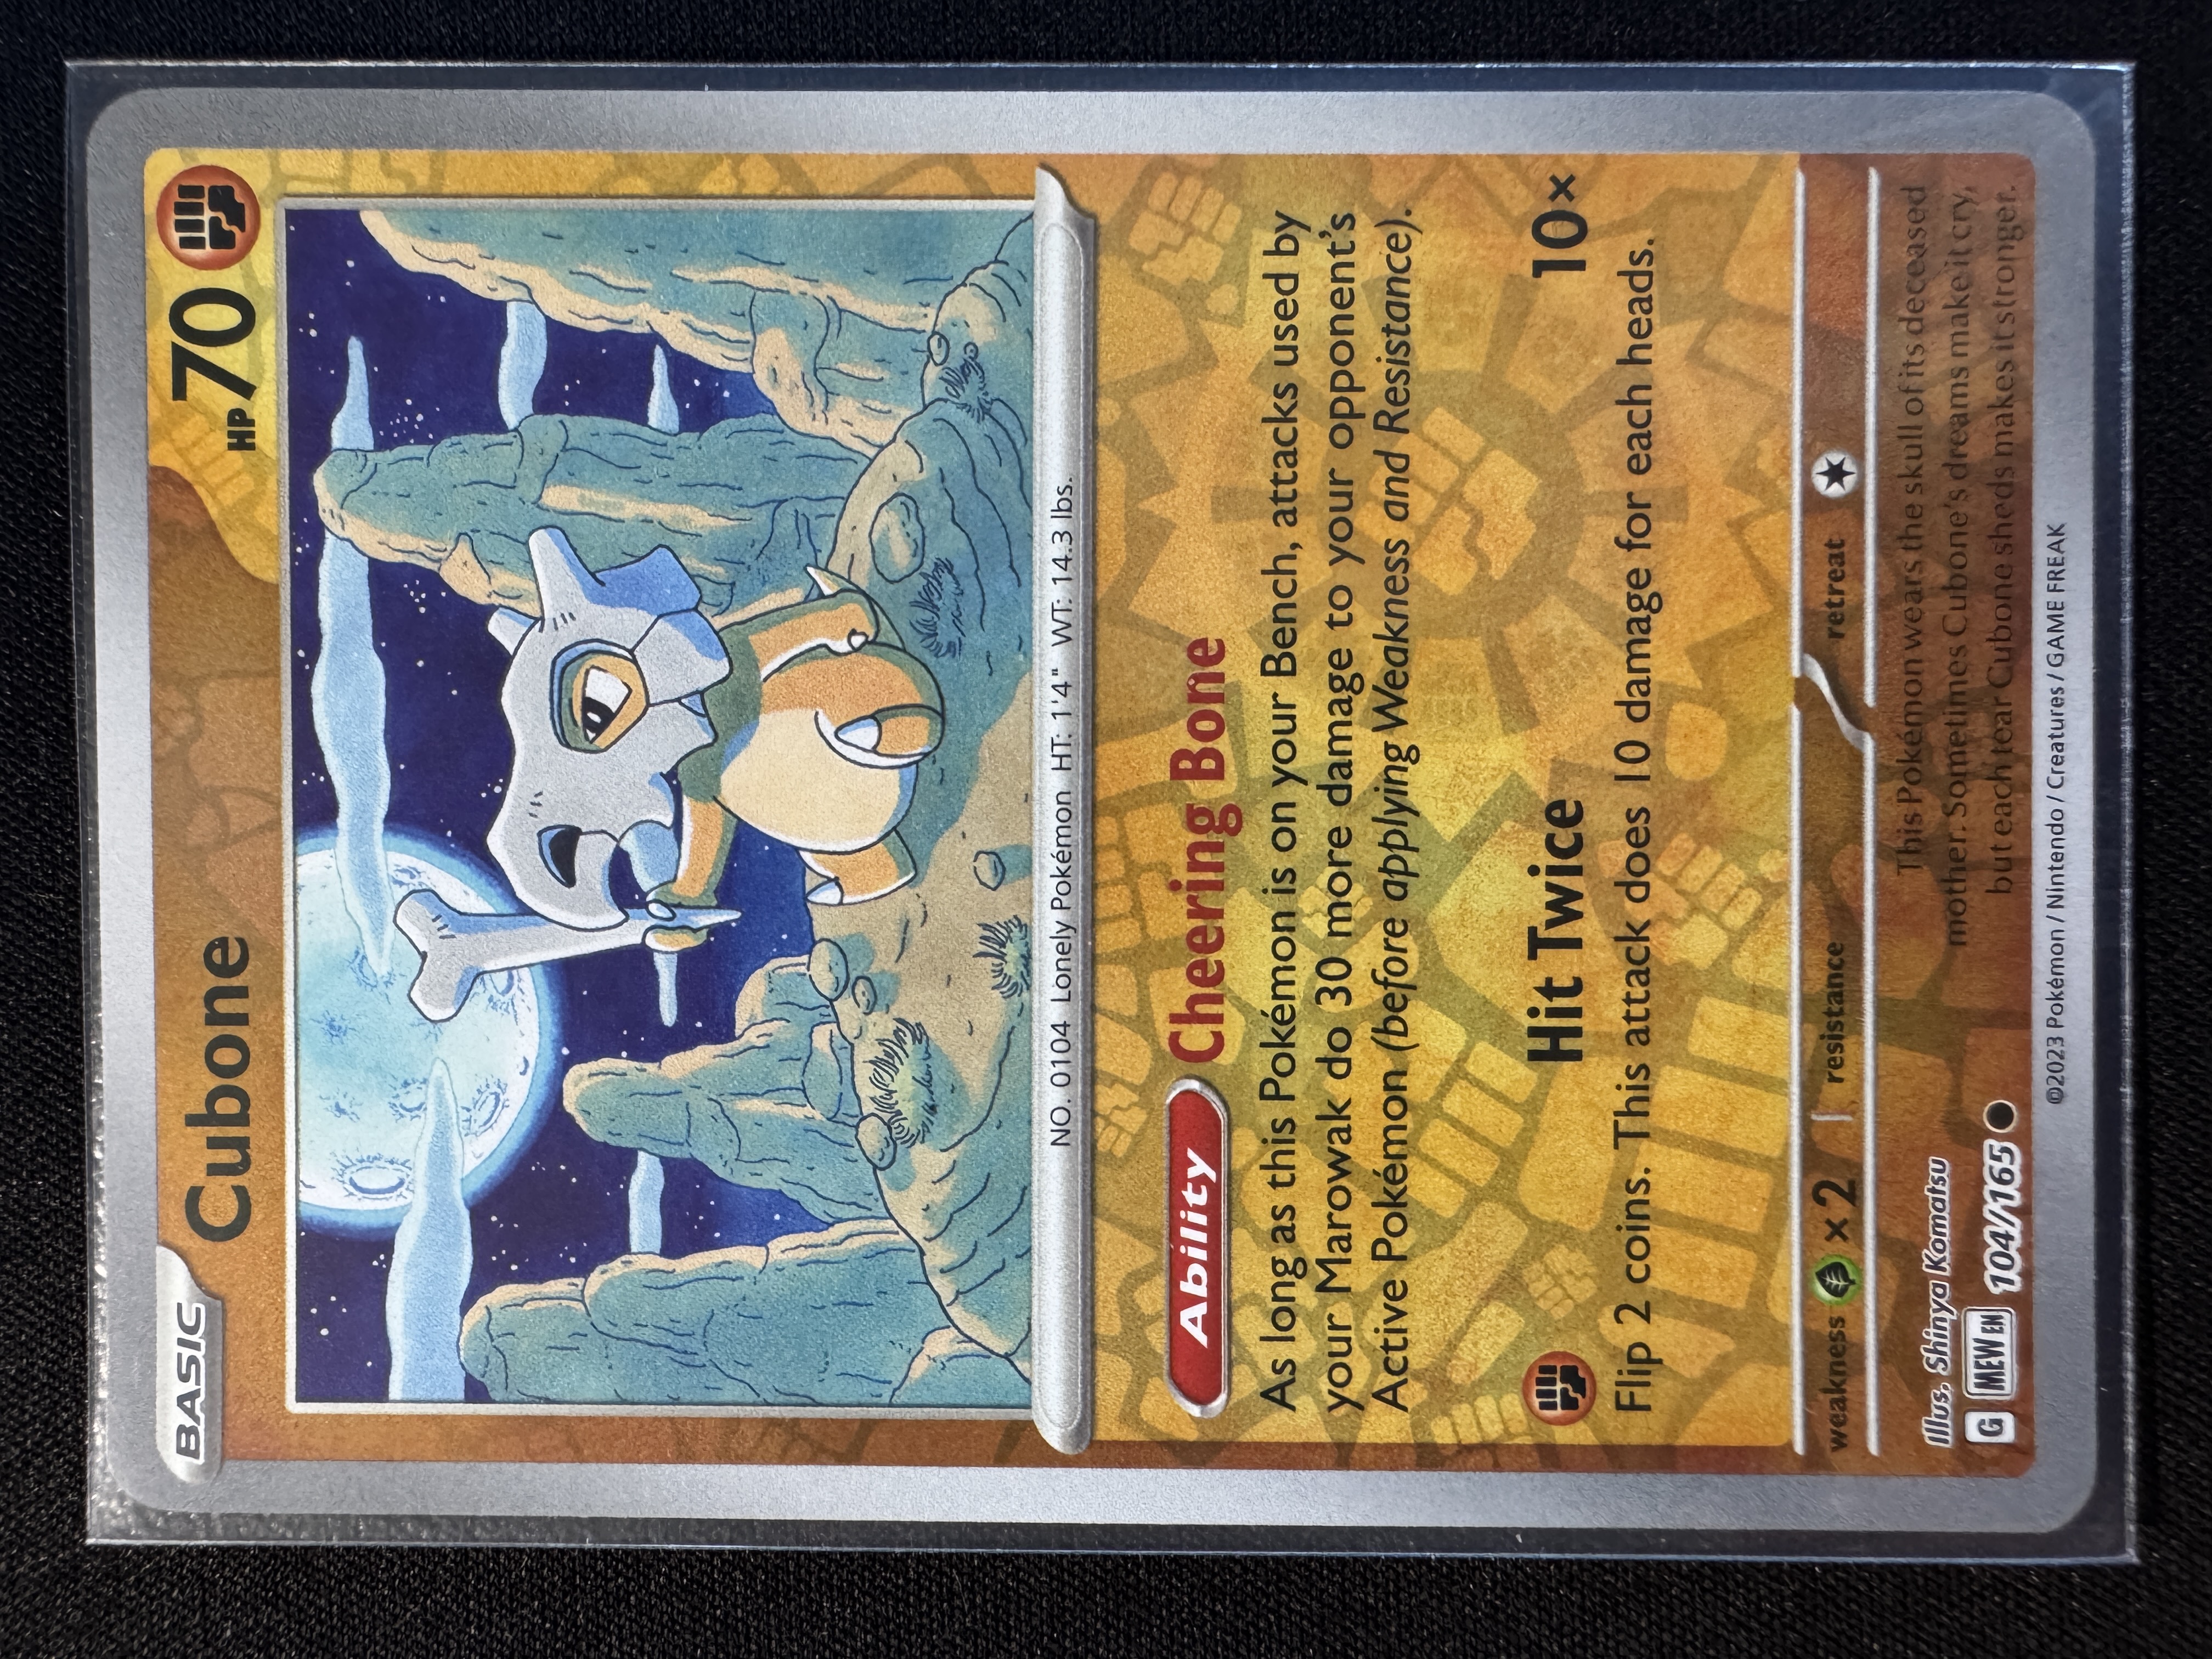 BASIC Cubone HP 70
NO. 0104 Lonely Pokémon HT: 1'4" WT: 14.3 lbs.
Ability Cheering Bone
As long as this Pokémon is on your Bench, attacks used by
your Marowak do 30 more damage to your opponent's
Active Pokémon (before applying Weakness and Resistance).
Hit Twice 10×
Flip 2 coins. This attack does 10 damage for each heads.
weakness ×2 resistance retreat
This Pokémon wears the skull of its deceased
mother. Sometimes Cubone's dreams make it cry,
but each tear Cubone sheds makes it stronger.
Illus. Shinya Komatsu
G MEW EN 104/165
©2023 Pokémon / Nintendo / Creatures / GAME FREAK